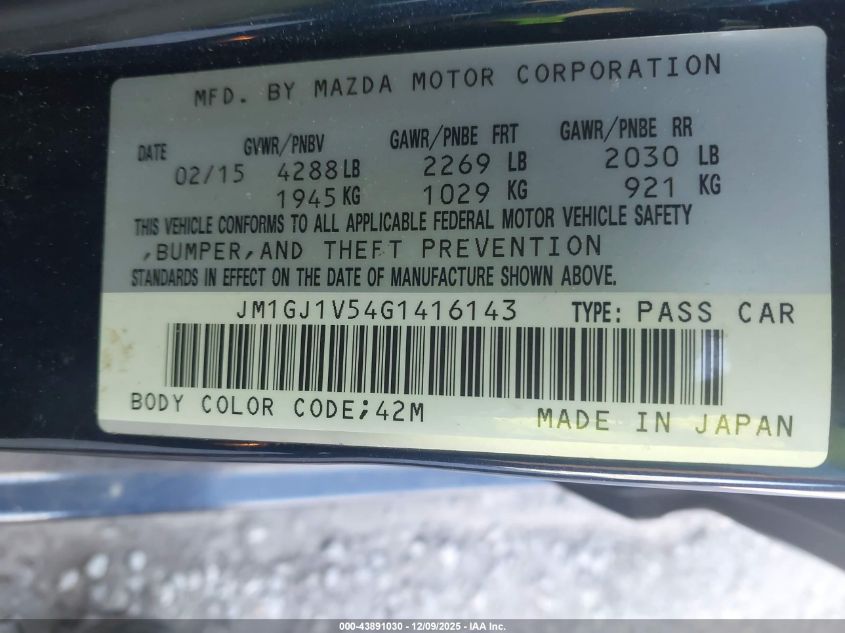 MFD. BY MAZDA MOTOR CORPORATION
DATE GVWR/PNBV GAWR/PNBE FRT GAWR/PNBE RR
02/15 4288 LB 2269 LB 2030 LB
1945 KG 1029 KG 921 KG
THIS VEHICLE CONFORMS TO ALL APPLICABLE FEDERAL MOTOR VEHICLE SAFETY
,BUMPER,AND THEFT PREVENTION
STANDARDS IN EFFECT ON THE DATE OF MANUFACTURE SHOWN ABOVE.
JM1GJ1V54G1416143 TYPE: PASS CAR
BODY COLOR CODE;42M MADE IN JAPAN
000-43891030 - 12/09/2025 - IAA Inc.